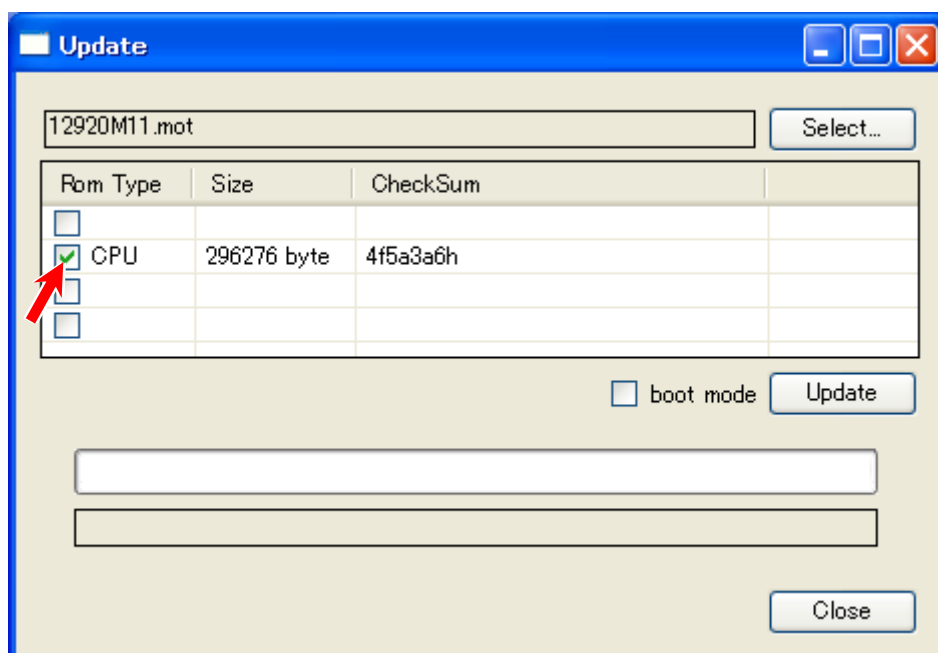 Update
12920M11.mot Select...
Rom Type Size CheckSum
CPU 296276 byte 4f5a3a6h
boot mode Update
Close